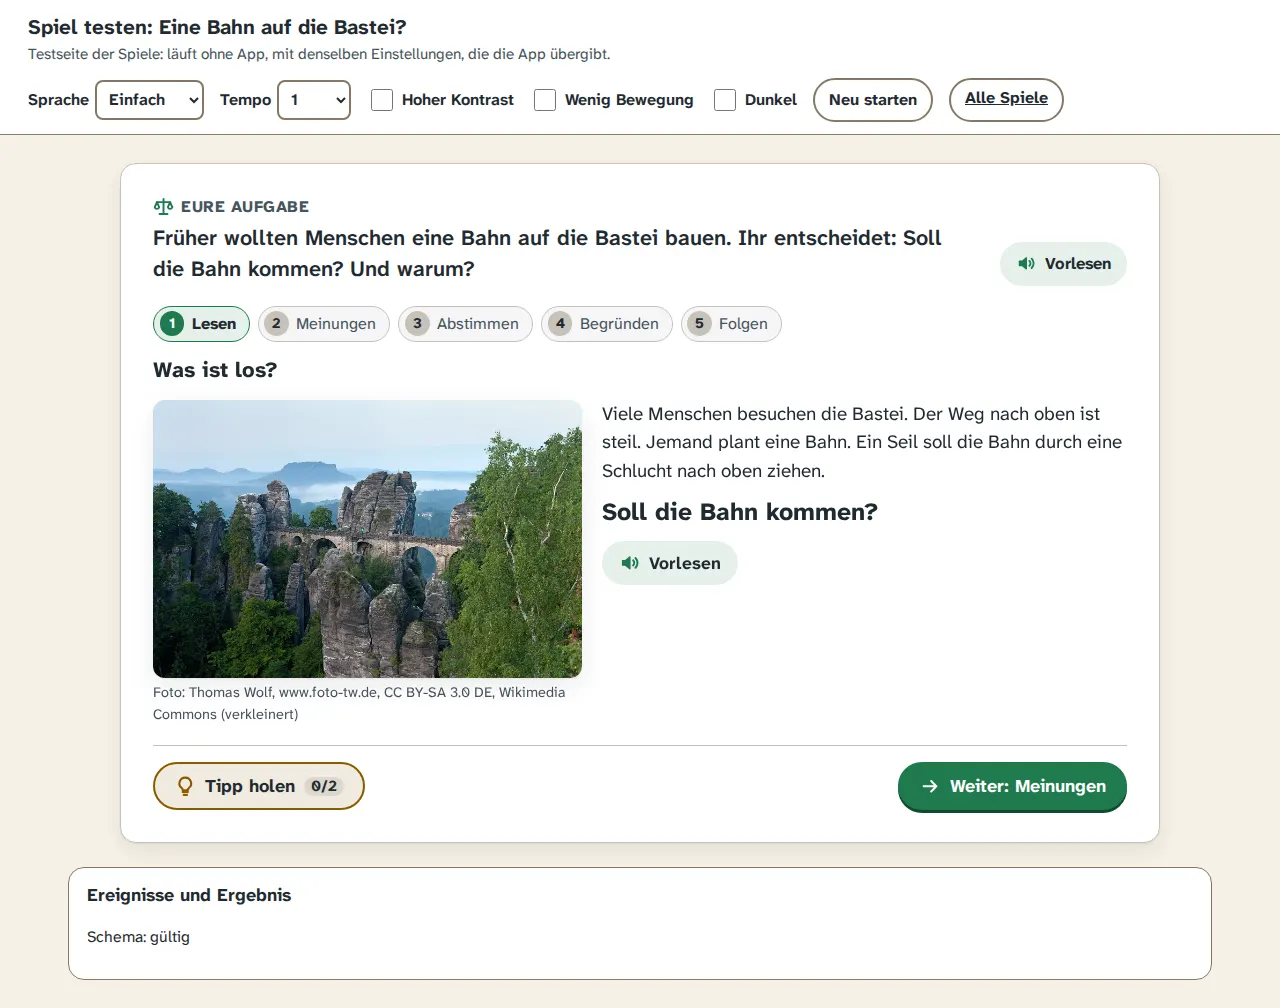 Spiel testen: Eine Bahn auf die Bastei?
Testseite der Spiele: läuft ohne App, mit denselben Einstellungen, die die App übergibt.
Sprache Einfach Tempo 1 Hoher Kontrast Wenig Bewegung Dunkel Neu starten Alle Spiele
EURE AUFGABE
Früher wollten Menschen eine Bahn auf die Bastei bauen. Ihr entscheidet: Soll
die Bahn kommen? Und warum?
Vorlesen
1 Lesen 2 Meinungen 3 Abstimmen 4 Begründen 5 Folgen
Was ist los?
Viele Menschen besuchen die Bastei. Der Weg nach oben ist
steil. Jemand plant eine Bahn. Ein Seil soll die Bahn durch eine
Schlucht nach oben ziehen.
Soll die Bahn kommen?
Vorlesen
Foto: Thomas Wolf, www.foto-tw.de, CC BY-SA 3.0 DE, Wikimedia
Commons (verkleinert)
Tipp holen 0/2
Weiter: Meinungen
Ereignisse und Ergebnis
Schema: gültig